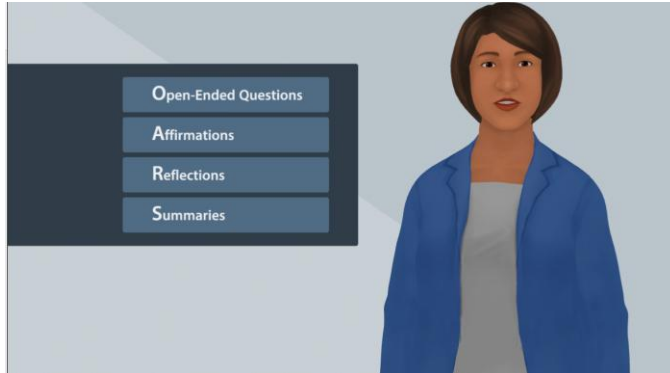 Open-Ended Questions
Affirmations
Reflections
Summaries